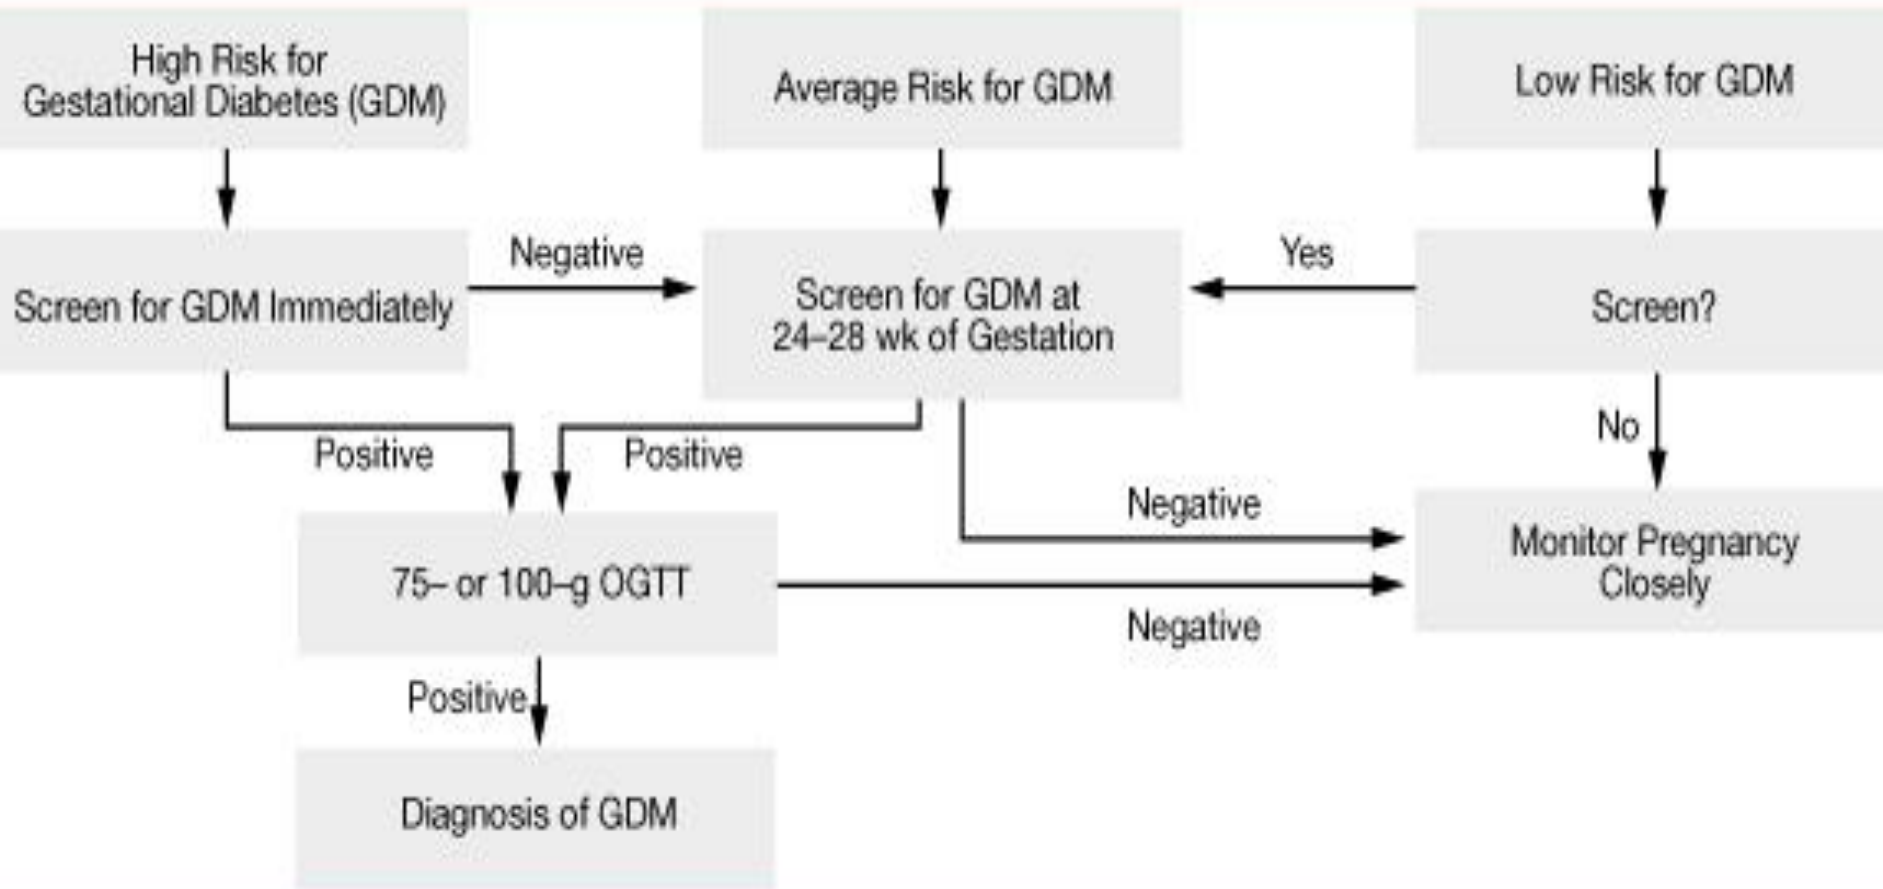 High Risk for
Gestational Diabetes (GDM)
Average Risk for GDM
Low Risk for GDM
Screen for GDM Immediately
Negative
Screen for GDM at
24–28 wk of Gestation
Yes
Screen?
Positive
Positive
No
Negative
Monitor Pregnancy
Closely
75– or 100–g OGTT
Negative
Positive
Diagnosis of GDM